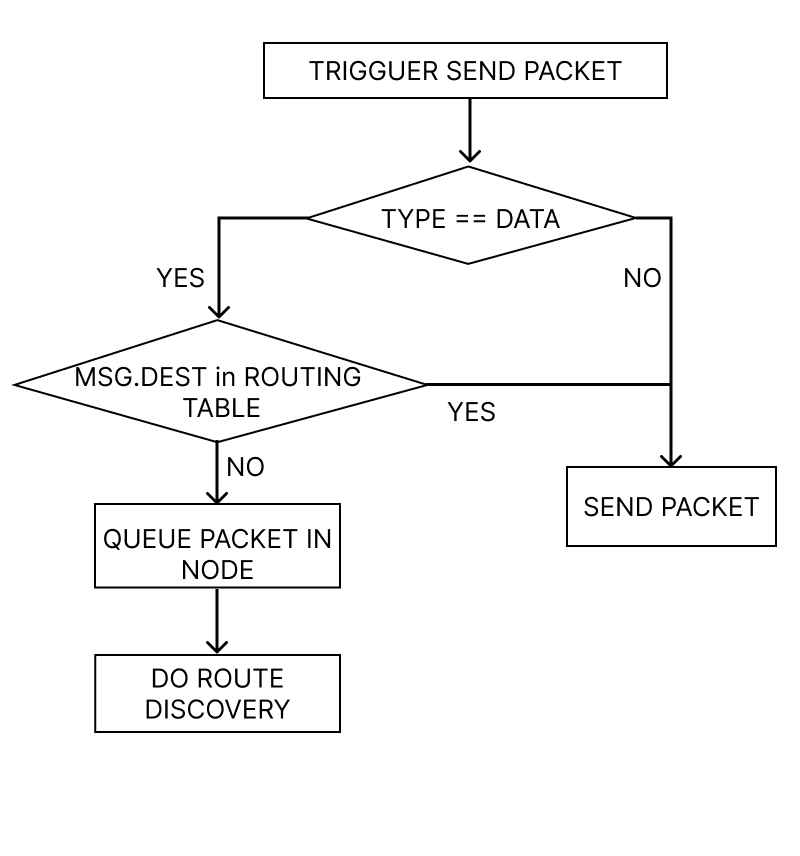 TRIGGUER SEND PACKET
TYPE == DATA
YES
NO
MSG.DEST in ROUTING
TABLE
YES
NO
QUEUE PACKET IN
NODE
SEND PACKET
DO ROUTE
DISCOVERY